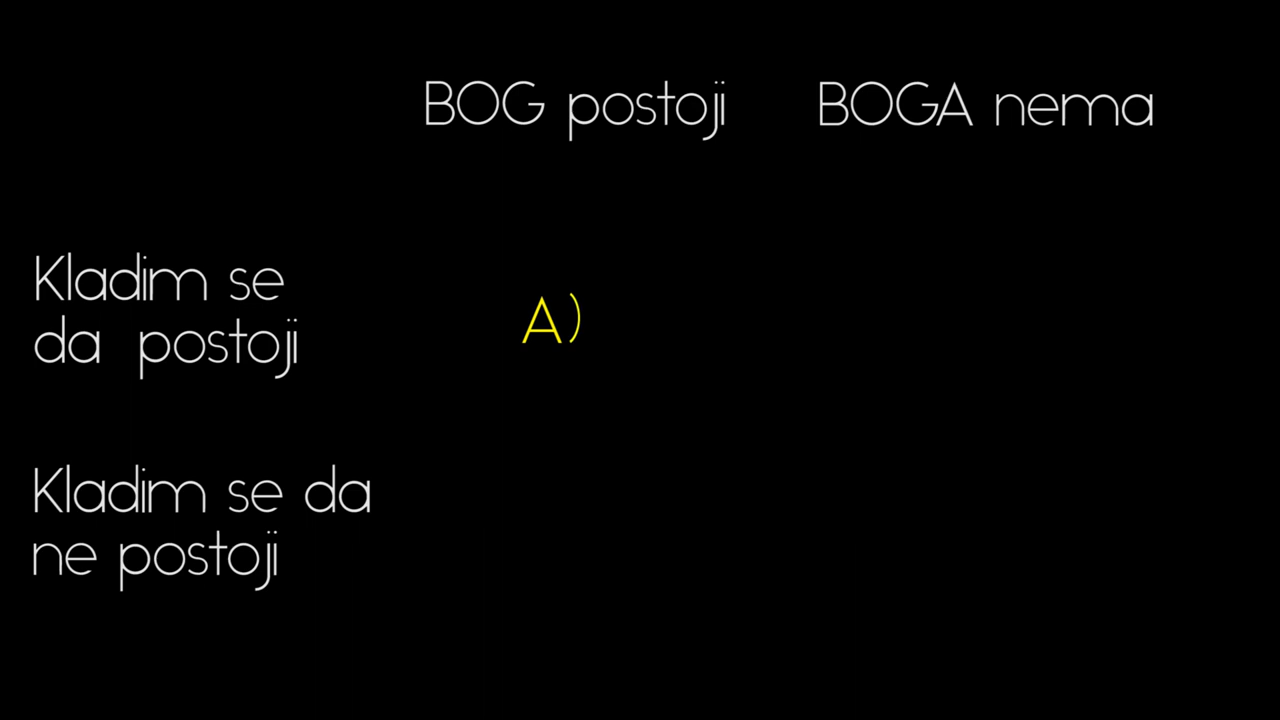 BOG postoji
BOGA nema
Kladim se
da postoji
A)
Kladim se da
ne postoji